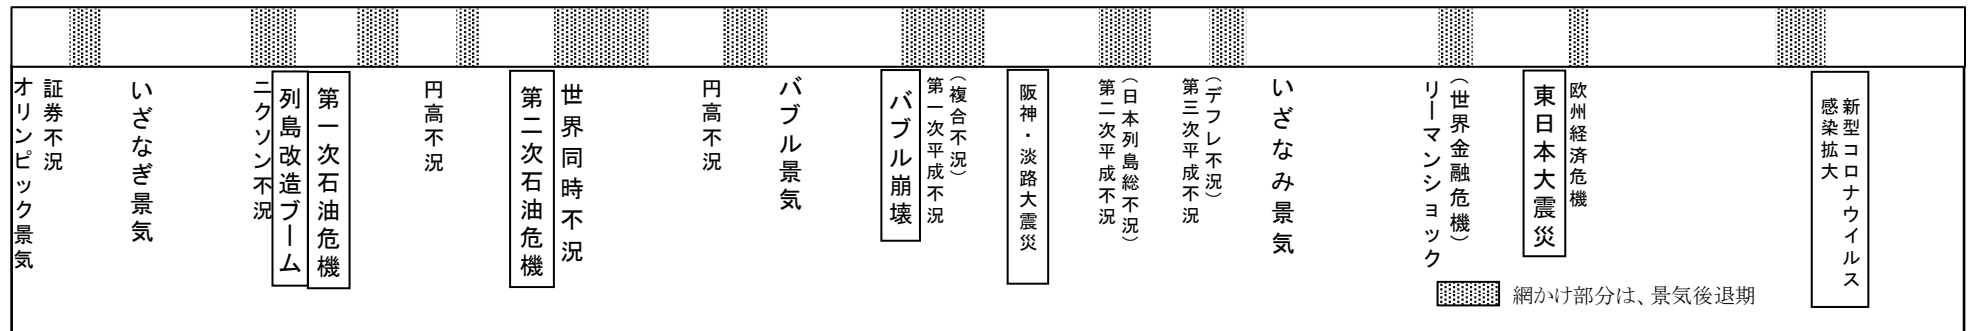 オリンピック景気
証券不況
いざなぎ景気
ニクソン不況
列島改造ブーム
第一次石油危機
円高不況
第二次石油危機
世界同時不況
円高不況
バブル景気
バブル崩壊
第一次平成不況
（複合不況）
阪神・淡路大震災
第二次平成不況
（日本列島総不況）
第三次平成不況
（デフレ不況）
いざなみ景気
リーマンショック
（世界金融危機）
東日本大震災
欧州経済危機
新型コロナウイルス
感染拡大
網かけ部分は、景気後退期